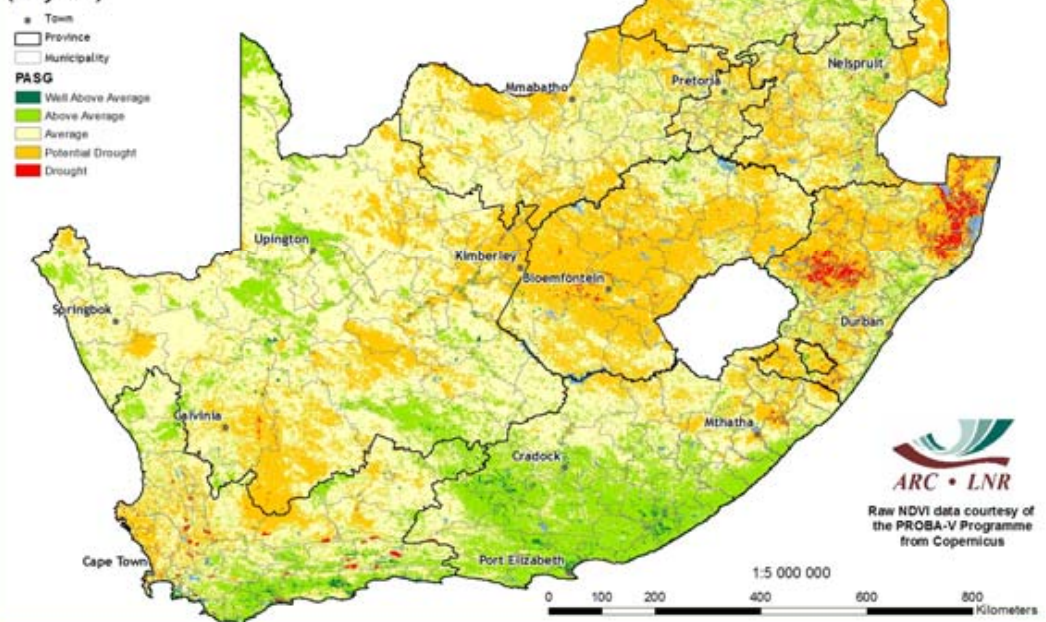 Town
Province
Municipality
PASG
Well Above Average
Above Average
Average
Potential Drought
Drought
Mmabatho
Pretoria
Nelspruit
Upington
Kimberley
Bloemfontein
Springbok
Durban
Calvinia
Mthatha
Cradock
Cape Town
Port Elizabeth
ARC • LNR
Raw NDVI data courtesy of
the PROBA-V Programme
from Copernicus
1:5 000 000
0 100 200 400 600 800
Kilometers